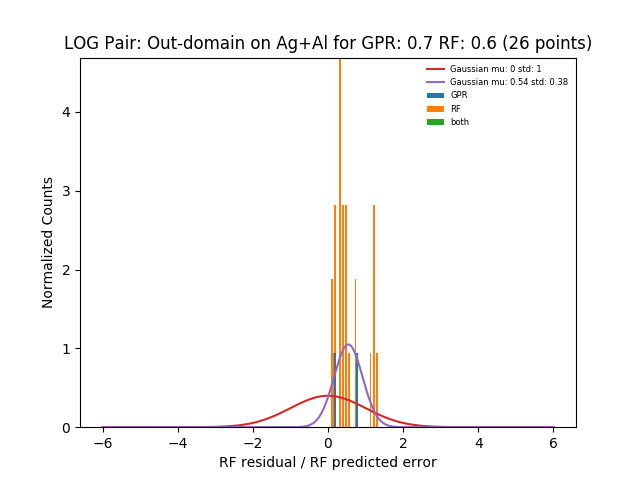 LOG Pair: Out-domain on Ag+Al for GPR: 0.7 RF: 0.6 (26 points)
Gaussian mu: 0 std: 1
Gaussian mu: 0.54 std: 0.38
GPR
RF
both
Normalized Counts
4
3
2
1
0
−6 −4 −2 0 2 4 6
RF residual / RF predicted error